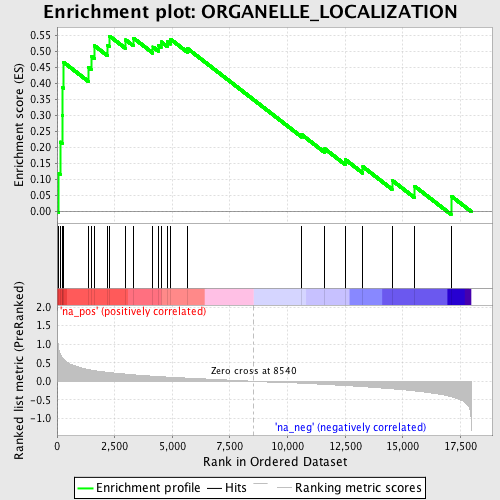 Enrichment plot: ORGANELLE_LOCALIZATION
Enrichment score (ES)
0.55
0.50
0.45
0.40
0.35
0.30
0.25
0.20
0.15
0.10
0.05
0.00
'na_pos' (positively correlated)
Ranked list metric (PreRanked)
2.0
1.5
1.0
0.5
0.0
-0.5
-1.0
Zero cross at 8540
'na_neg' (negatively correlated)
0 2,500 5,000 7,500 10,000 12,500 15,000 17,500
Rank in Ordered Dataset
Enrichment profile Hits Ranking metric scores